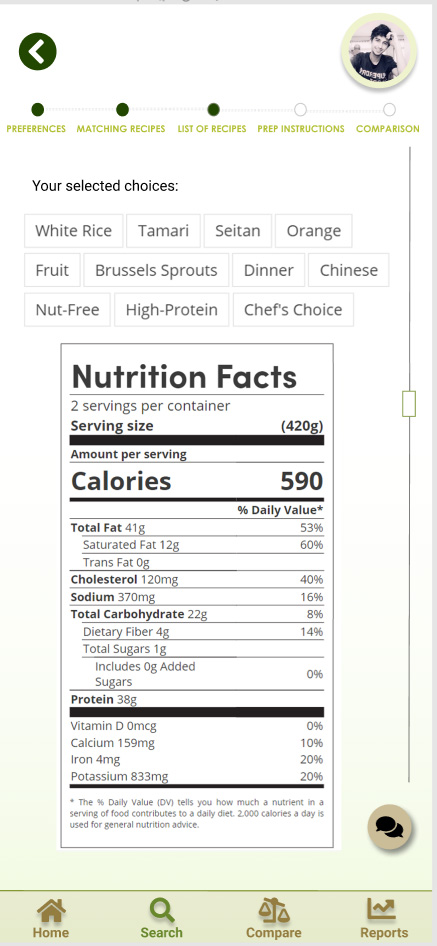 PREFERENCES MATCHING RECIPES LIST OF RECIPES PREP INSTRUCTIONS COMPARISON
Your selected choices:
White Rice Tamari Seitan Orange
Fruit Brussels Sprouts Dinner Chinese
Nut-Free High-Protein Chef's Choice
Nutrition Facts
2 servings per container
Serving size (420g)
Amount per serving
Calories 590
% Daily Value*
Total Fat 41g 53%
Saturated Fat 12g 60%
Trans Fat 0g
Cholesterol 120mg 40%
Sodium 370mg 16%
Total Carbohydrate 22g 8%
Dietary Fiber 4g 14%
Total Sugars 1g
Includes 0g Added
Sugars 0%
Protein 38g
Vitamin D 0mcg 0%
Calcium 159mg 10%
Iron 4mg 20%
Potassium 833mg 20%
* The % Daily Value (DV) tells you how much a nutrient in a
serving of food contributes to a daily diet. 2,000 calories a day is
used for general nutrition advice.
Home Search Compare Reports